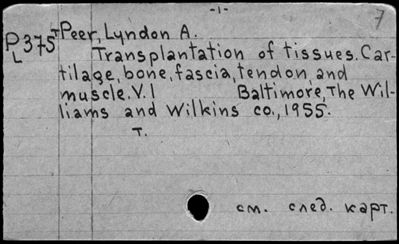 -1- 7
P375 TPeer, Lyndon A.
L Transplantation of tissues. Car-
tilage, bone, fascia, tendon, and
muscle. V.1 Baltimore, The Wil-
liams and Wilkins co., 1955.
T.
см. след. карт.